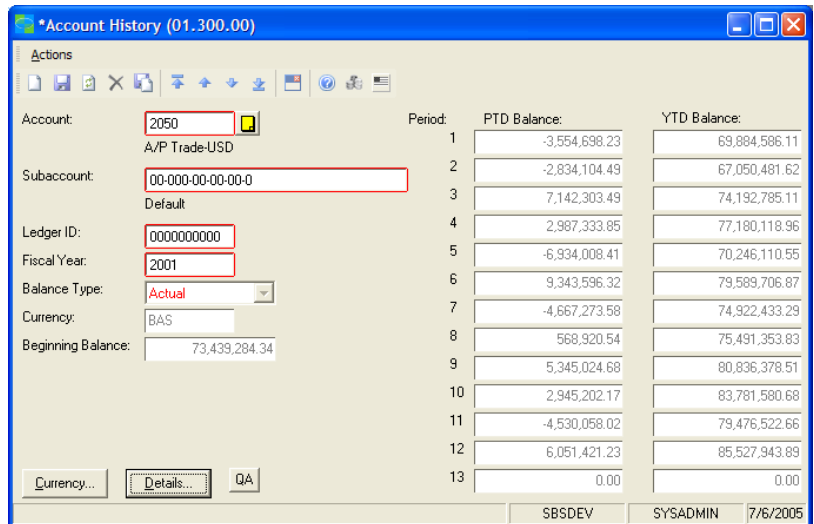 *Account History (01.300.00)
Actions
Account: 2050 Period: PTD Balance: YTD Balance:
A/P Trade-USD 1 -3,554,698.23 69,884,586.11
Subaccount: 00-000-00-00-00-0 2 -2,834,104.49 67,050,481.62
Default 3 7,142,303.49 74,192,785.11
Ledger ID: 0000000000 4 2,987,333.85 77,180,118.96
Fiscal Year: 2001 5 -6,934,008.41 70,246,110.55
Balance Type: Actual 6 9,343,596.32 79,589,706.87
Currency: BAS 7 -4,667,273.58 74,922,433.29
Beginning Balance: 73,439,284.34 8 568,920.54 75,491,353.83
9 5,345,024.68 80,836,378.51
10 2,945,202.17 83,781,580.68
11 -4,530,058.02 79,476,522.66
12 6,051,421.23 85,527,943.89
Currency... Details... QA 13 0.00 0.00
SBSDEV SYSADMIN 7/6/2005